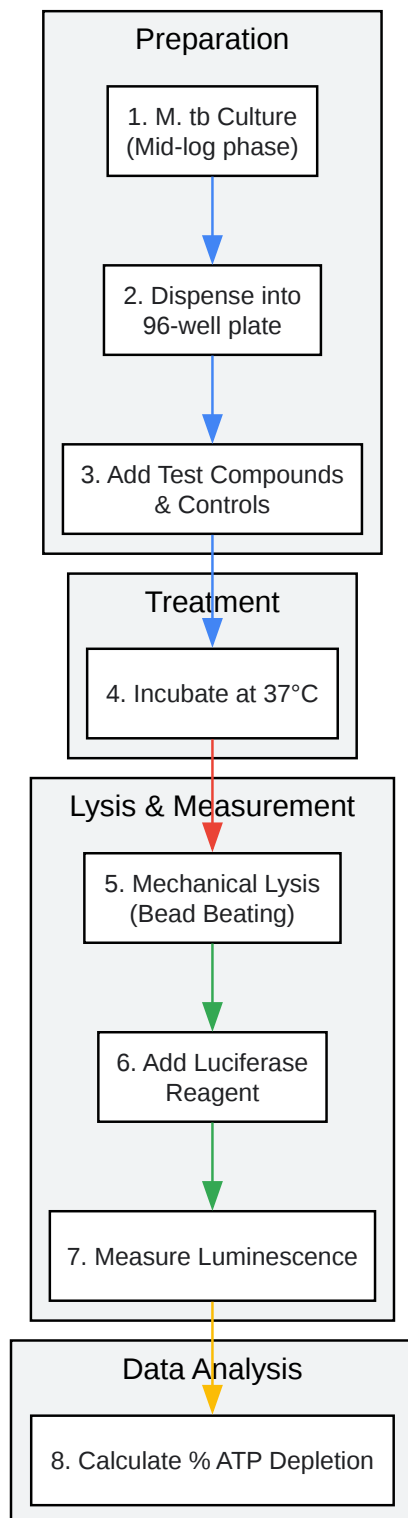 Preparation
1. M. tb Culture
(Mid-log phase)
2. Dispense into
96-well plate
3. Add Test Compounds
& Controls
Treatment
4. Incubate at 37°C
Lysis & Measurement
5. Mechanical Lysis
(Bead Beating)
6. Add Luciferase
Reagent
7. Measure Luminescence
Data Analysis
8. Calculate % ATP Depletion